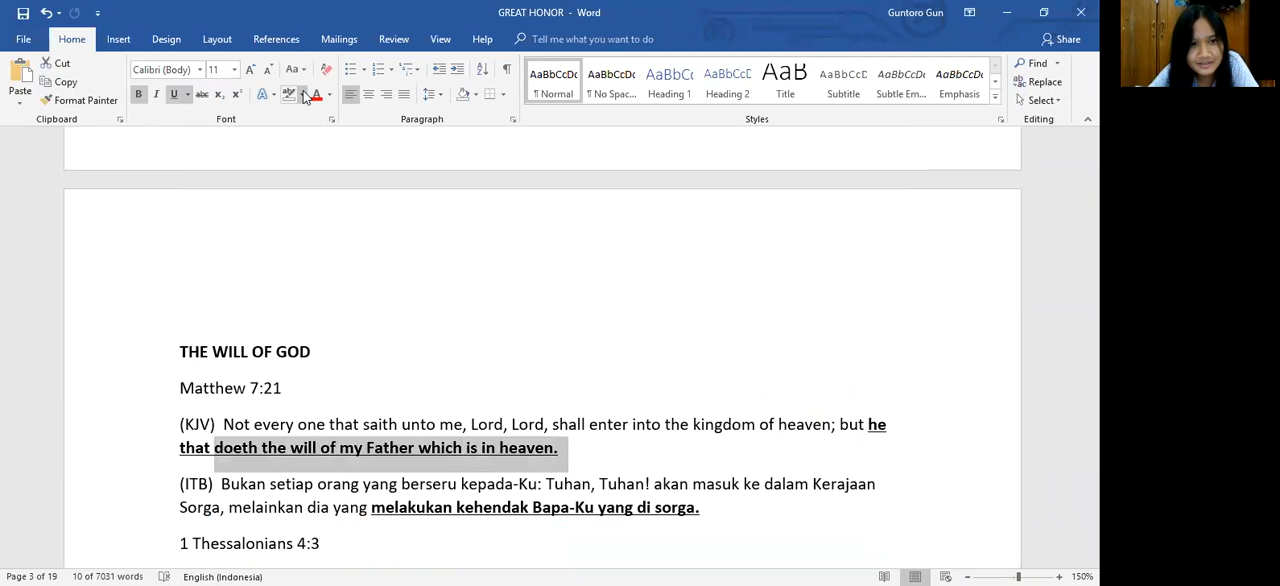 GREAT HONOR - Word
Guntoro Gun
File Home Insert Design Layout References Mailings Review View Help Tell me what you want to do Share
Paste
Cut
Copy
Format Painter
Clipboard
Calibri (Body) 11 Aa
B I U abc x₂ x² A aby A
Font
Paragraph
AaBbCcDc AaBbCcDc AaBbCc AaBbCcD AaB AaBbCcD AaBbCcDc AaBbCcDc
¶ Normal ¶ No Spac... Heading 1 Heading 2 Title Subtitle Subtle Em... Emphasis
Styles
Find
Replace
Select
Editing
THE WILL OF GOD
Matthew 7:21
(KJV) Not every one that saith unto me, Lord, Lord, shall enter into the kingdom of heaven; but he
that doeth the will of my Father which is in heaven.
(ITB) Bukan setiap orang yang berseru kepada-Ku: Tuhan, Tuhan! akan masuk ke dalam Kerajaan
Sorga, melainkan dia yang melakukan kehendak Bapa-Ku yang di sorga.
1 Thessalonians 4:3
Page 3 of 19 10 of 7031 words English (Indonesia) 150%